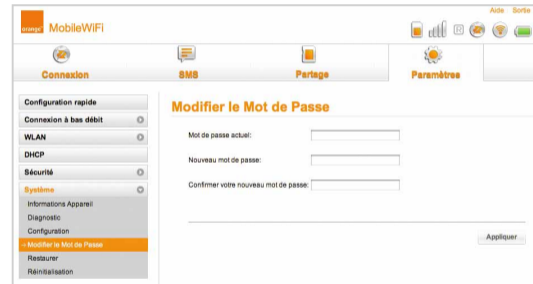 Aide Sortie
orange MobileWiFi
R
Connexion SMS Partage Paramètres
Configuration rapide
Connexion à bas débit
WLAN
DHCP
Sécurité
Système
Informations Appareil
Diagnostic
Configuration
Modifier le Mot de Passe
Restaurer
Réinitialisation
Modifier le Mot de Passe
Mot de passe actuel:
Nouveau mot de passe:
Confirmer votre nouveau mot de passe:
Appliquer